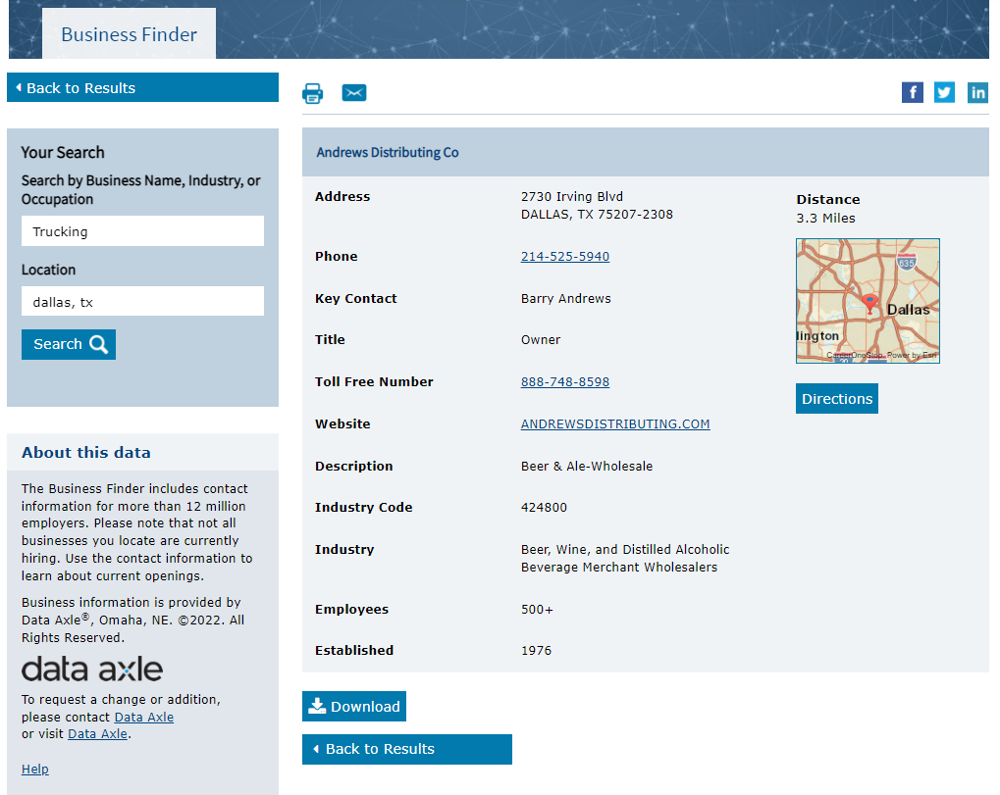 Business Finder
Back to Results
Your Search
Search by Business Name, Industry, or
Occupation
Trucking
Location
dallas, tx
Search
About this data
The Business Finder includes contact
information for more than 12 million
employers. Please note that not all
businesses you locate are currently
hiring. Use the contact information to
learn about current openings.
Business information is provided by
Data Axle®, Omaha, NE. ©2022. All
Rights Reserved.
data axle
To request a change or addition,
please contact Data Axle
or visit Data Axle.
Help
f
in
Andrews Distributing Co
Address 2730 Irving Blvd
DALLAS, TX 75207-2308
Phone 214-525-5940
Key Contact Barry Andrews
Title Owner
Toll Free Number 888-748-8598
Website ANDREWSDISTRIBUTING.COM
Description Beer & Ale-Wholesale
Industry Code 424800
Industry Beer, Wine, and Distilled Alcoholic
Beverage Merchant Wholesalers
Employees 500+
Established 1976
Distance
3.3 Miles
635
Dallas
lington
CareerOneStop, Power by Esri
20
Directions
Download
Back to Results